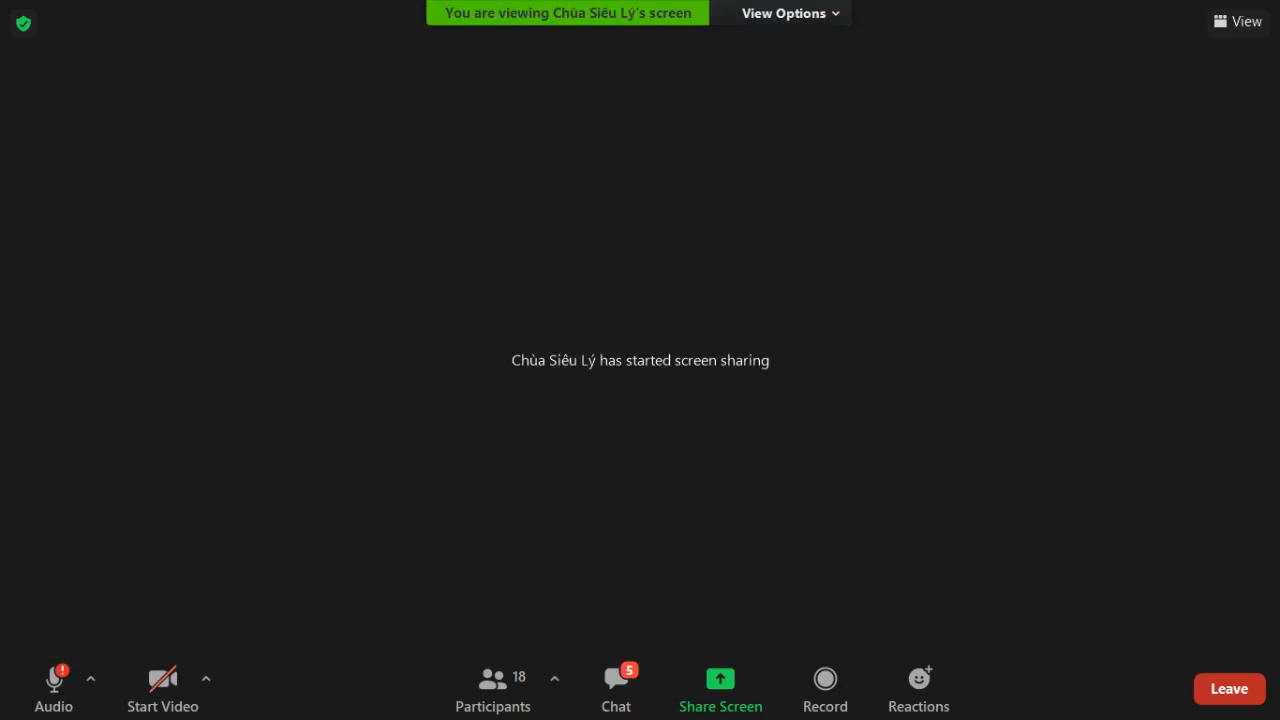 You are viewing Chùa Siêu Lý's screen
View Options
View
Chùa Siêu Lý has started screen sharing
18
5
Audio
Start Video
Participants
Chat
Share Screen
Record
Reactions
Leave